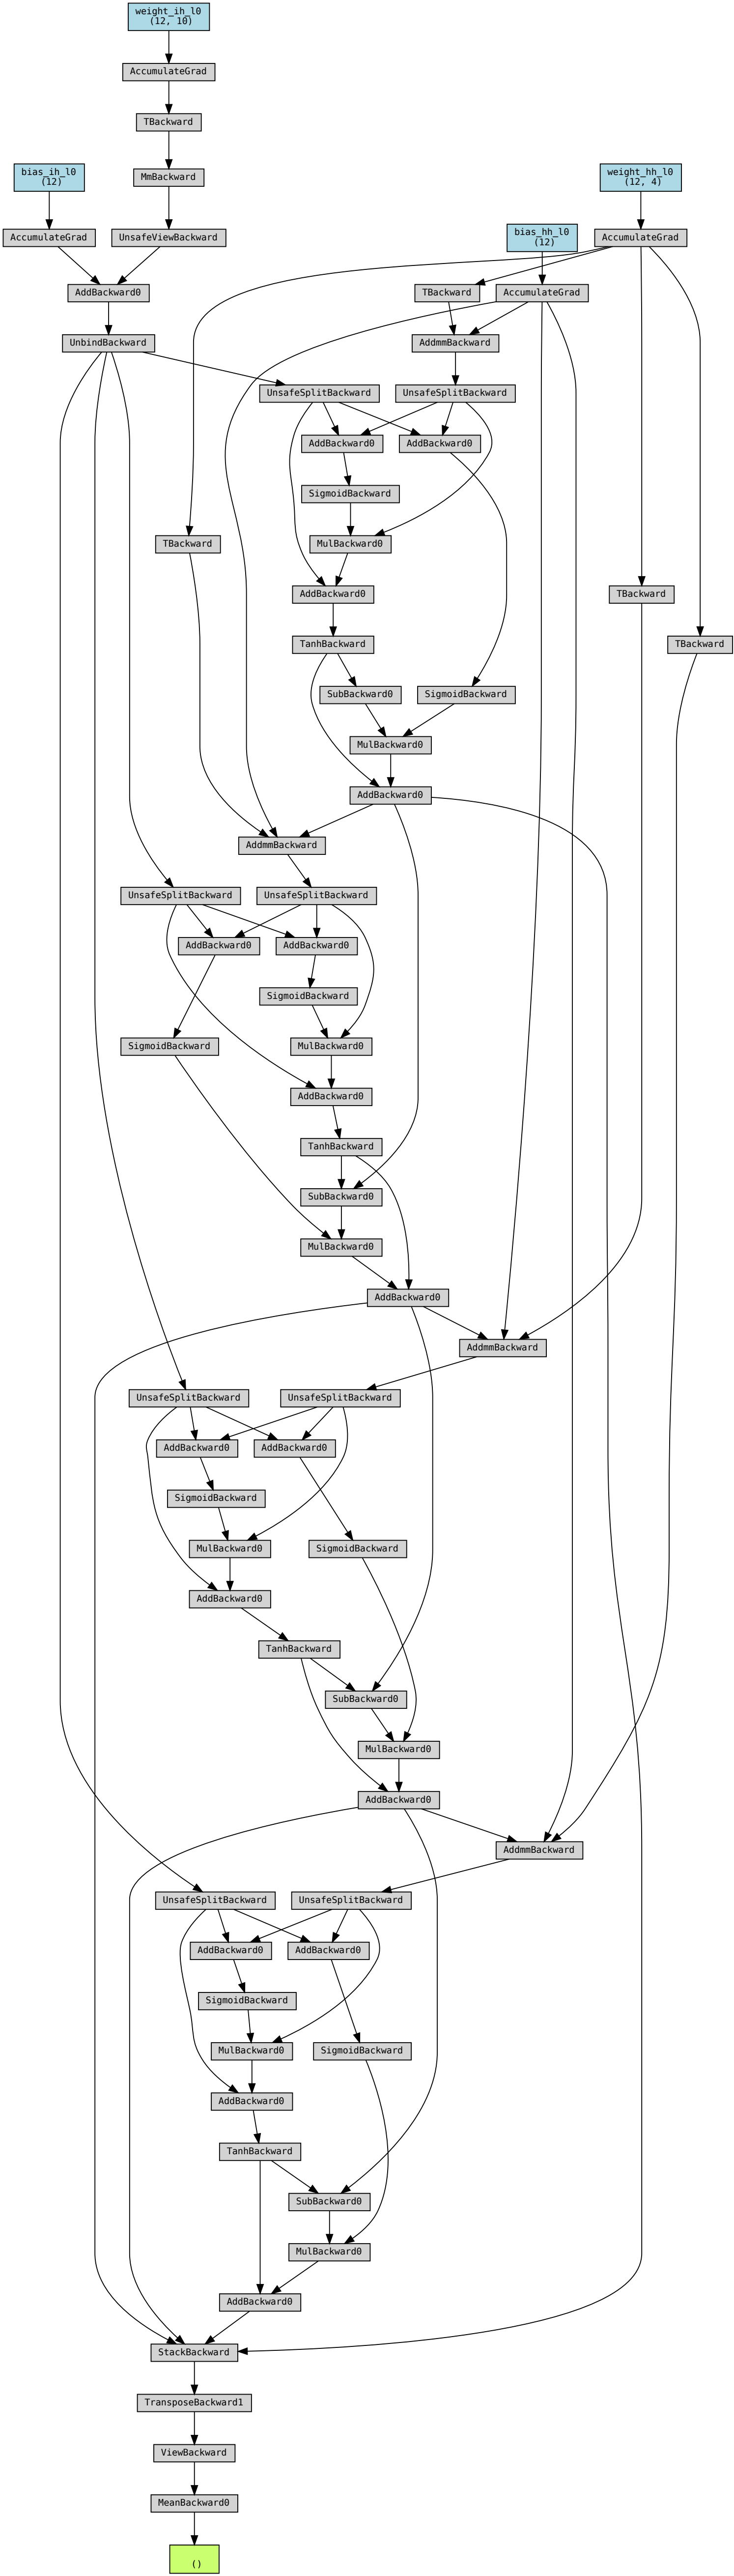 weight_ih_l0
(12, 10)
AccumulateGrad
TBackward
bias_ih_l0
(12)
MmBackward
weight_hh_l0
(12, 4)
AccumulateGrad
UnsafeViewBackward
bias_hh_l0
(12)
AccumulateGrad
AddBackward0
TBackward
AccumulateGrad
UnbindBackward
AddmmBackward
UnsafeSplitBackward
UnsafeSplitBackward
AddBackward0
AddBackward0
SigmoidBackward
TBackward
MulBackward0
AddBackward0
TBackward
TanhBackward
TBackward
SubBackward0
SigmoidBackward
MulBackward0
AddBackward0
AddmmBackward
UnsafeSplitBackward
UnsafeSplitBackward
AddBackward0
AddBackward0
SigmoidBackward
SigmoidBackward
MulBackward0
AddBackward0
TanhBackward
SubBackward0
MulBackward0
AddBackward0
AddmmBackward
UnsafeSplitBackward
UnsafeSplitBackward
AddBackward0
AddBackward0
SigmoidBackward
MulBackward0
SigmoidBackward
AddBackward0
TanhBackward
SubBackward0
MulBackward0
AddBackward0
AddmmBackward
UnsafeSplitBackward
UnsafeSplitBackward
AddBackward0
AddBackward0
SigmoidBackward
MulBackward0
SigmoidBackward
AddBackward0
TanhBackward
SubBackward0
MulBackward0
AddBackward0
StackBackward
TransposeBackward1
ViewBackward
MeanBackward0
()